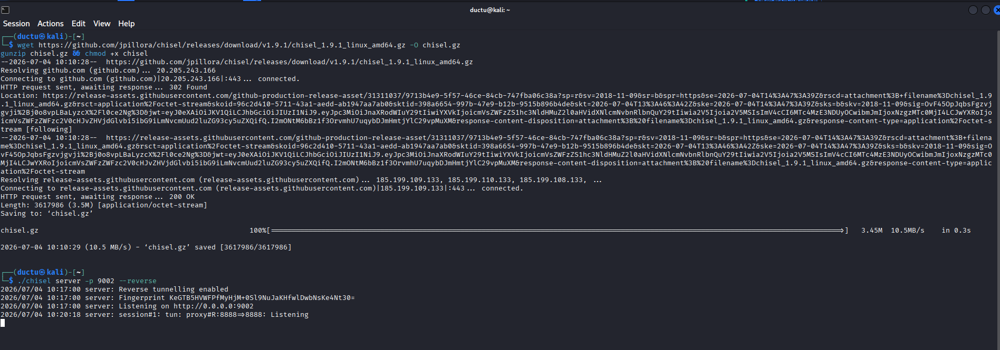 ductu@kali: ~
Session Actions Edit View Help
┌──(ductu㉿kali)-[~]
└─$ wget https://github.com/jpillora/chisel/releases/download/v1.9.1/chisel_1.9.1_linux_amd64.gz -O chisel.gz
gunzip chisel.gz && chmod +x chisel
--2026-07-04 10:10:28-- https://github.com/jpillora/chisel/releases/download/v1.9.1/chisel_1.9.1_linux_amd64.gz
Resolving github.com (github.com)... 20.205.243.166
Connecting to github.com (github.com)|20.205.243.166|:443... connected.
HTTP request sent, awaiting response... 302 Found
Location: https://release-assets.githubusercontent.com/github-production-release-asset/31311037/9713b4e9-5f57-46ce-84cb-747fba06c38a?sp=r&sv=2018-11-09&sr=b&spr=https&se=2026-07-04T14%3A47%3A39Z&rscd=attachment%3B+filename%3Dchisel_1.9
.1_linux_amd64.gz&rsct=application%2Foctet-stream&skoid=96c2d410-5711-43a1-aedd-ab1947aa7ab0&sktid=398a6654-997b-47e9-b12b-9515b896b4de&skt=2026-07-04T13%3A46%3A42Z&ske=2026-07-04T14%3A47%3A39Z&sks=b&skv=2018-11-09&sig=OvF45OpJqbsFgzvj
gvji%2Bj0o8vpLBaLyzcX%2Fl0ce2Ng%3D&jwt=eyJ0eXAiOiJKV1QiLCJhbGciOiJIUzI1NiJ9.eyJpc3MiOiJnaXRodWIuY29tIiwiYXVkIjoicmVsZWFzZS1hc3NldHMuZ2l0aHVidXNlcmNvbnRlbnQuY29tIiwia2V5Ijoia2V5MSIsImV4cCI6MTc4MzE3NDUyOCwibmJmIjoxNzgzMTc0MjI4LCJwYXRoIjo
icmVsZWFzZWFzc2V0cHJvZHVjdGlvbi5ibG9iLmNvcmUud2luZG93cy5uZXQifQ.I2mONtM6bBz1f3OrvmhU7uqybDJmHmtjYlC29vpMuXM&response-content-disposition=attachment%3B%20filename%3Dchisel_1.9.1_linux_amd64.gz&response-content-type=application%2Foctet-s
tream [following]
--2026-07-04 10:10:28-- https://release-assets.githubusercontent.com/github-production-release-asset/31311037/9713b4e9-5f57-46ce-84cb-747fba06c38a?sp=r&sv=2018-11-09&sr=b&spr=https&se=2026-07-04T14%3A47%3A39Z&rscd=attachment%3B+filena
me%3Dchisel_1.9.1_linux_amd64.gz&rsct=application%2Foctet-stream&skoid=96c2d410-5711-43a1-aedd-ab1947aa7ab0&sktid=398a6654-997b-47e9-b12b-9515b896b4de&skt=2026-07-04T13%3A46%3A42Z&ske=2026-07-04T14%3A47%3A39Z&sks=b&skv=2018-11-09&sig=O
vF45OpJqbsFgzvjgvji%2Bj0o8vpLBaLyzcX%2Fl0ce2Ng%3D&jwt=eyJ0eXAiOiJKV1QiLCJhbGciOiJIUzI1NiJ9.eyJpc3MiOiJnaXRodWIuY29tIiwiYXVkIjoicmVsZWFzZS1hc3NldHMuZ2l0aHVidXNlcmNvbnRlbnQuY29tIiwia2V5Ijoia2V5MSIsImV4cCI6MTc4MzE3NDUyOCwibmJmIjoxNzgzMTc0
MjI4LCJwYXRoIjoicmVsZWFzZWFzc2V0cHJvZHVjdGlvbi5ibG9iLmNvcmUud2luZG93cy5uZXQifQ.I2mONtM6bBz1f3OrvmhU7uqybDJmHmtjYlC29vpMuXM&response-content-disposition=attachment%3B%20filename%3Dchisel_1.9.1_linux_amd64.gz&response-content-type=applic
ation%2Foctet-stream
Resolving release-assets.githubusercontent.com (release-assets.githubusercontent.com)... 185.199.109.133, 185.199.110.133, 185.199.108.133, ...
Connecting to release-assets.githubusercontent.com (release-assets.githubusercontent.com)|185.199.109.133|:443... connected.
HTTP request sent, awaiting response... 200 OK
Length: 3617986 (3.5M) [application/octet-stream]
Saving to: ‘chisel.gz’
chisel.gz 100%[===================>] 3.45M 10.5MB/s in 0.3s
2026-07-04 10:10:29 (10.5 MB/s) - ‘chisel.gz’ saved [3617986/3617986]
┌──(ductu㉿kali)-[~]
└─$ ./chisel server -p 9002 --reverse
2026/07/04 10:17:00 server: Reverse tunnelling enabled
2026/07/04 10:17:00 server: Fingerprint KeGTB5HVWFPfMyHjM+0Sl9NuJaKHfwlDwbNsKe4Nt30=
2026/07/04 10:17:00 server: Listening on http://0.0.0.0:9002
2026/07/04 10:20:18 server: session#1: tun: proxy#R:8888=>8888: Listening